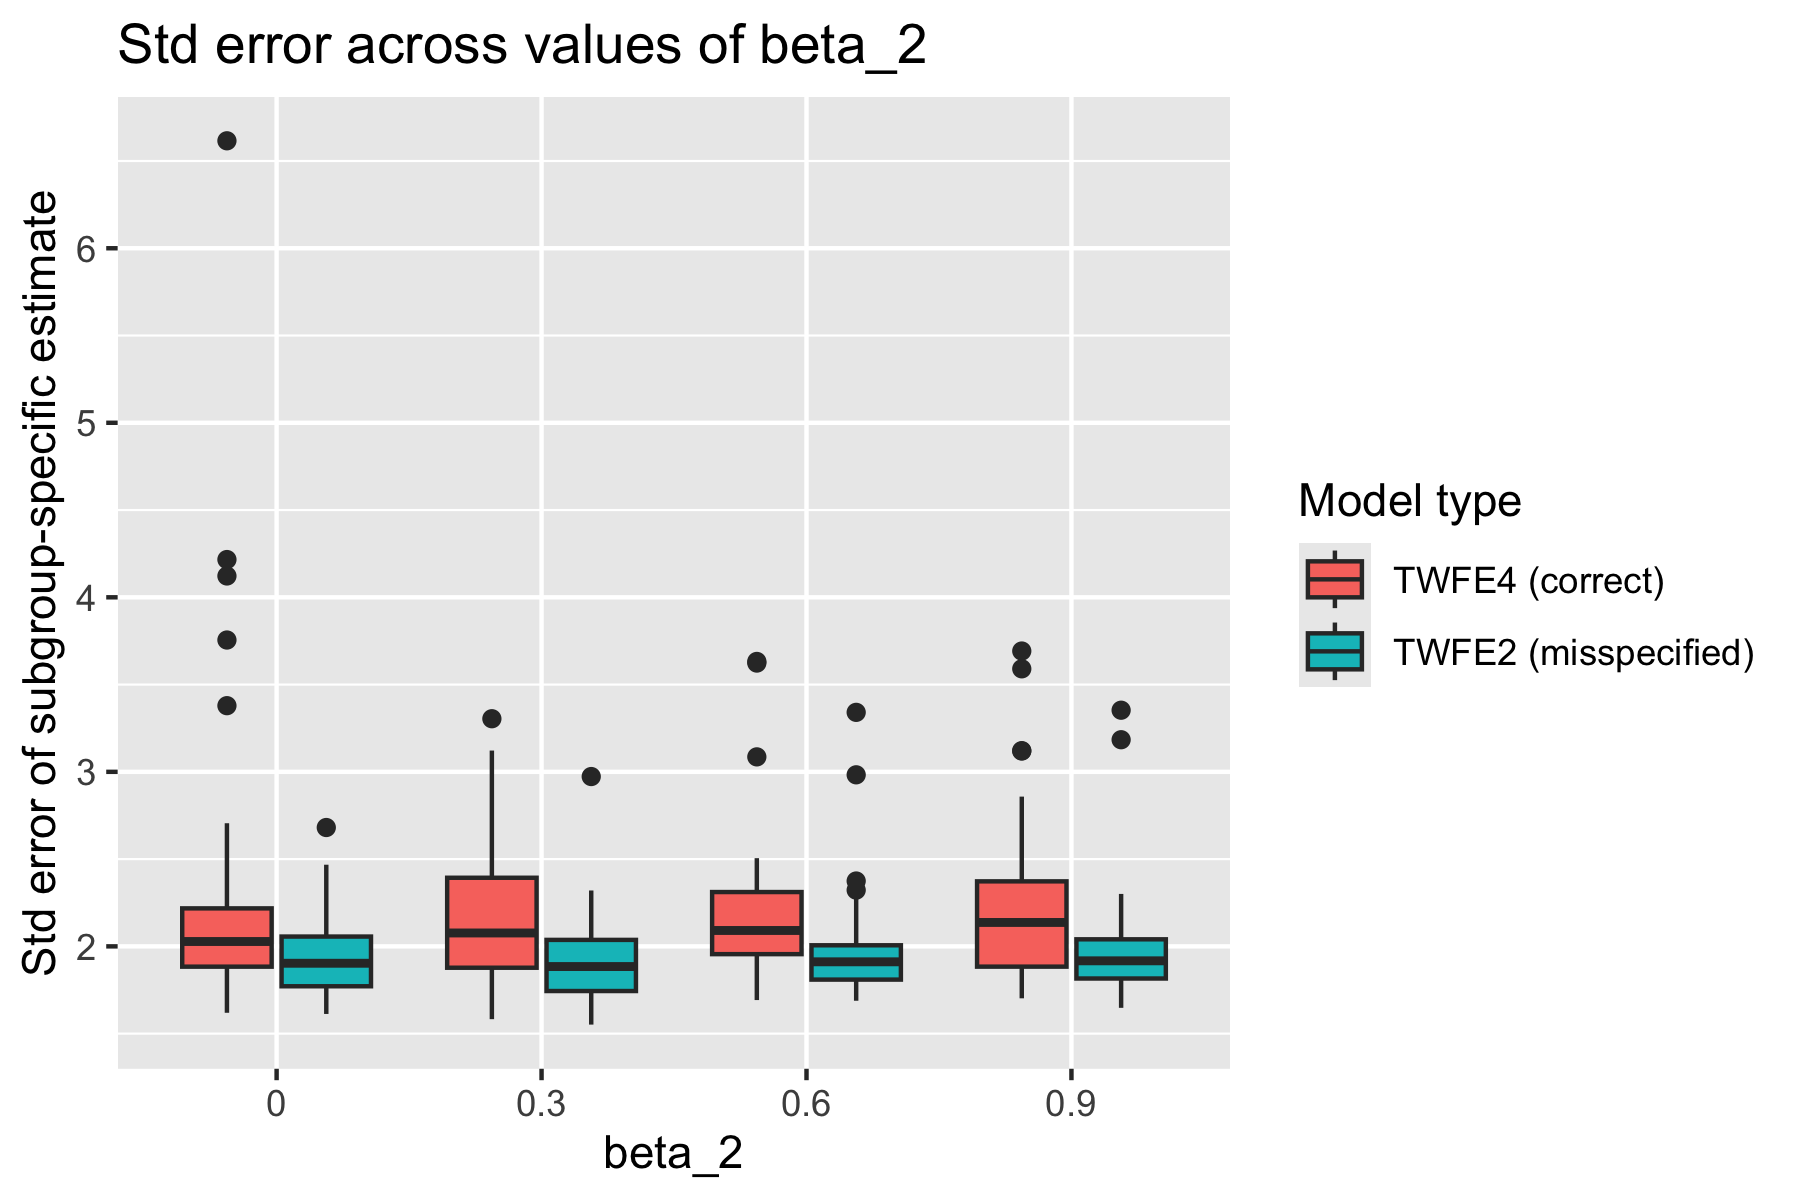 Std error across values of beta_2
Std error of subgroup-specific estimate
6
5
4
3
2
0
0.3
0.6
0.9
beta_2
Model type
TWFE4 (correct)
TWFE2 (misspecified)